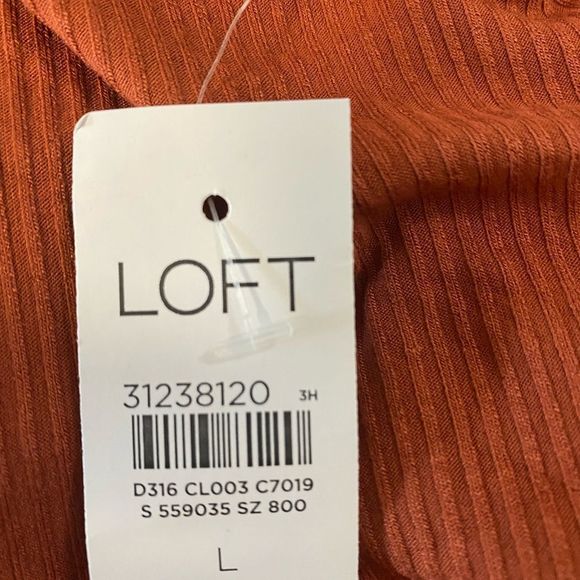 LOFT
31238120 3H
D316 CL003 C7019
S 559035 SZ 800
L